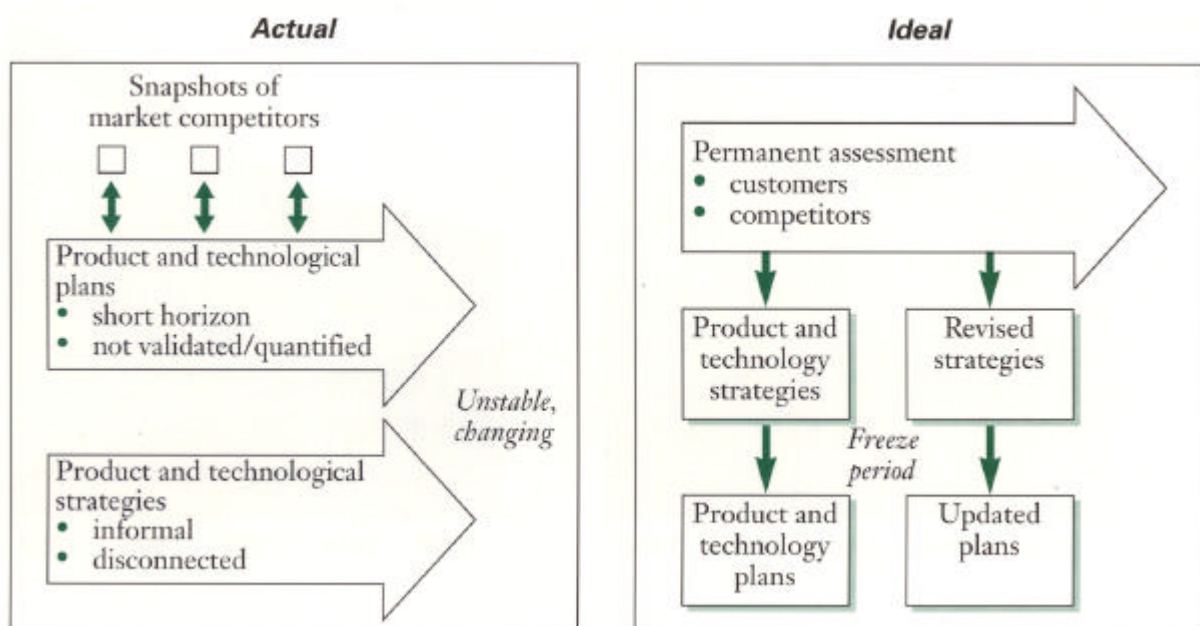 Actual
Snapshots of
market competitors
Product and technological
plans
• short horizon
• not validated/quantified
Unstable,
changing
Product and technological
strategies
• informal
• disconnected
Ideal
Permanent assessment
• customers
• competitors
Product and
technology
strategies
Revised
strategies
Freeze
period
Product and
technology
plans
Updated
plans